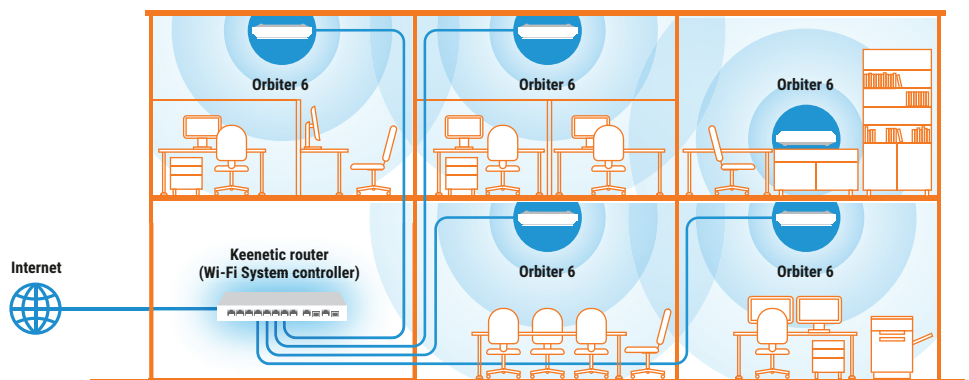 Orbiter 6
Orbiter 6
Orbiter 6
Keenetic router
(Wi-Fi System controller)
Internet
Orbiter 6
Orbiter 6